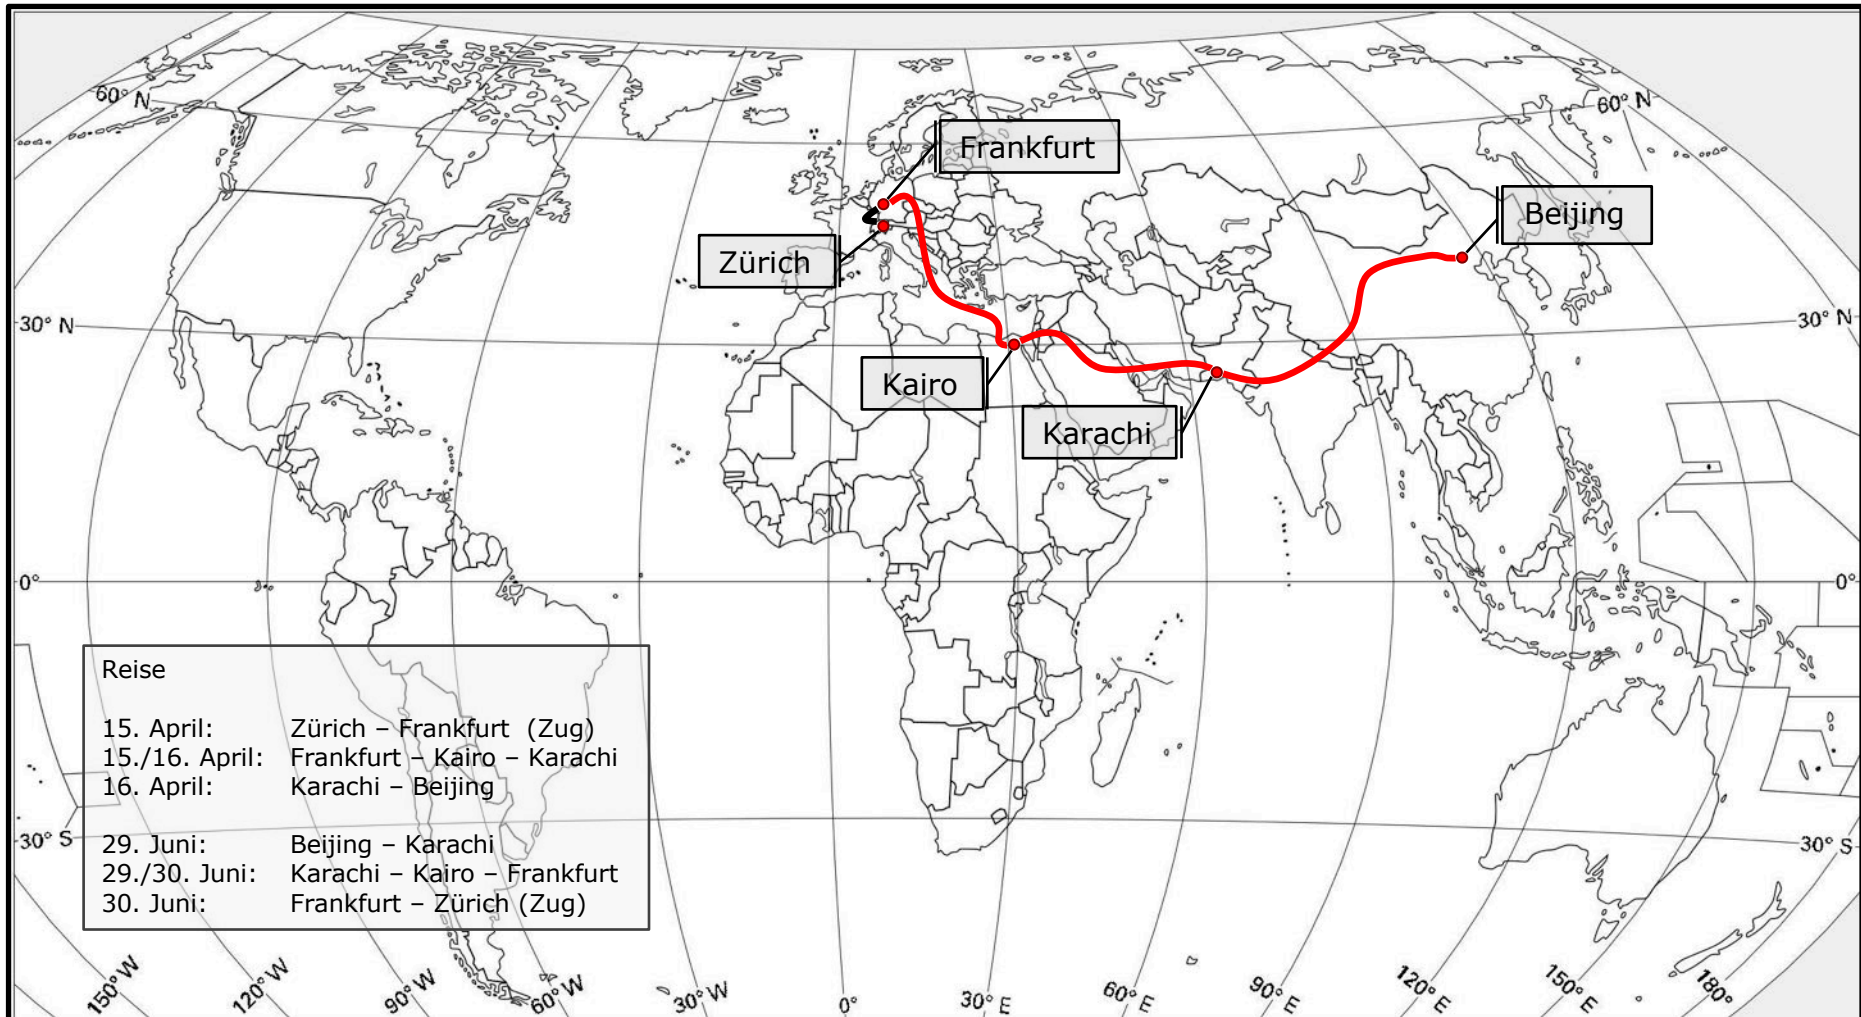 60° N
60° N
Frankfurt
Beijing
Zürich
30° N
30° N
Kairo
Karachi
0°
0°
Reise
15. April: Zürich – Frankfurt (Zug)
15./16. April: Frankfurt – Kairo – Karachi
16. April: Karachi – Beijing
29. Juni: Beijing – Karachi
29./30. Juni: Karachi – Kairo – Frankfurt
30. Juni: Frankfurt – Zürich (Zug)
30° S
30° S
150° W
120° W
90° W
60° W
30° W
0°
30° E
60° E
90° E
120° E
150° E
180°